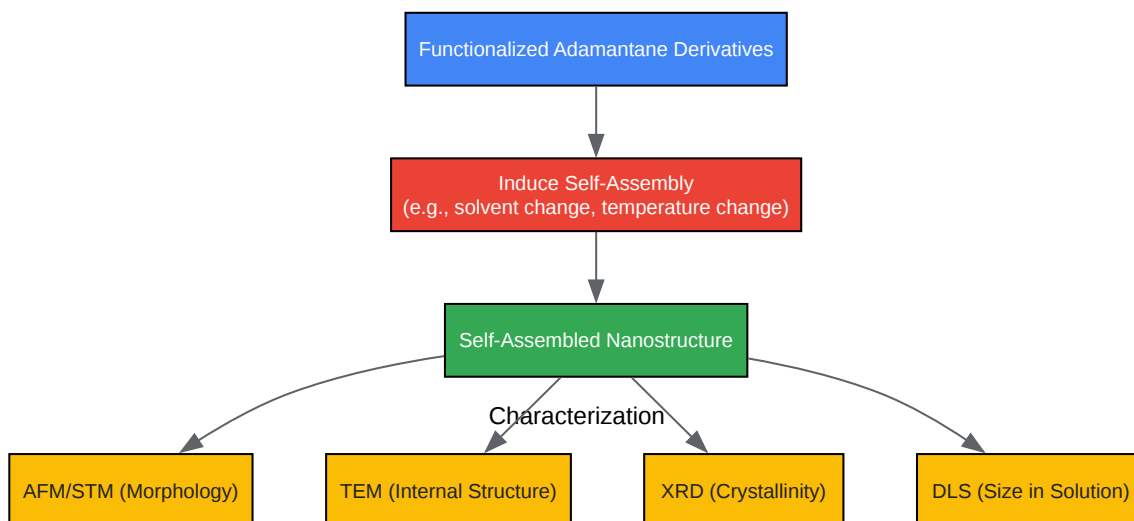 Functionalized Adamantane Derivatives
Induce Self-Assembly
(e.g., solvent change, temperature change)
Self-Assembled Nanostructure
Characterization
AFM/STM (Morphology)
TEM (Internal Structure)
XRD (Crystallinity)
DLS (Size in Solution)